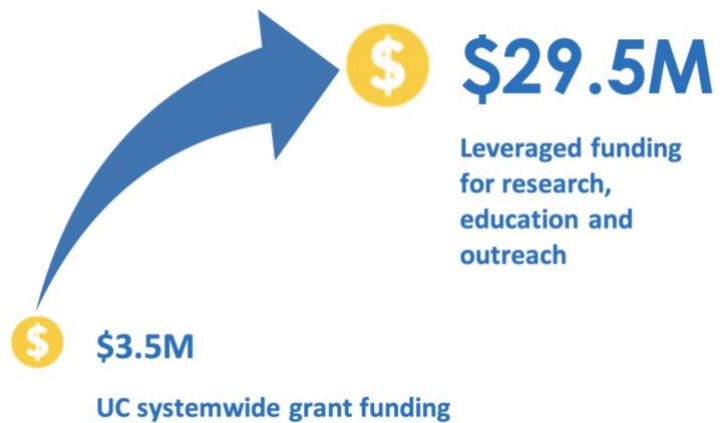 $
$29.5M
Leveraged funding
for research,
education and
outreach
$
$3.5M
UC systemwide grant funding